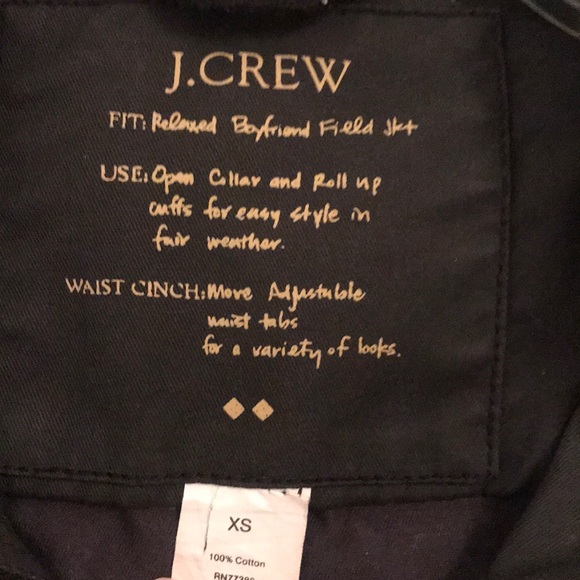 J.CREW
FIT: Relaxed Boyfriend Field Jkt
USE: Open Collar and Roll up
cuffs for easy style in
fair weather.
WAIST CINCH: Move Adjustable
waist tabs
for a variety of looks.
XS
100% Cotton